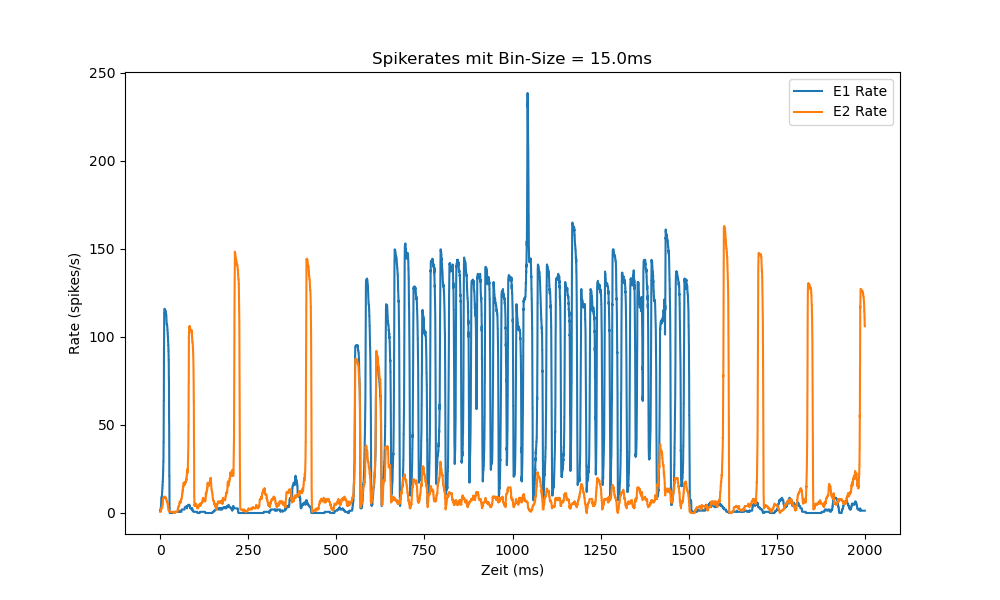 Spikerates mit Bin-Size = 15.0ms
E1 Rate
E2 Rate
250
200
150
100
50
0
Rate (spikes/s)
0 250 500 750 1000 1250 1500 1750 2000
Zeit (ms)